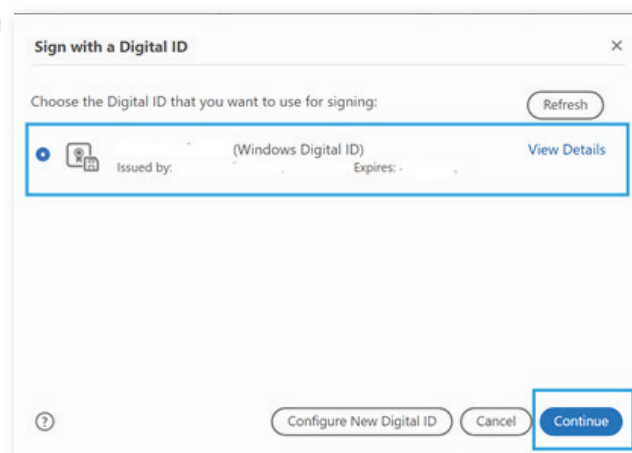 Sign with a Digital ID
Choose the Digital ID that you want to use for signing:
Refresh
(Windows Digital ID)
View Details
Issued by:
Expires:
Configure New Digital ID
Cancel
Continue